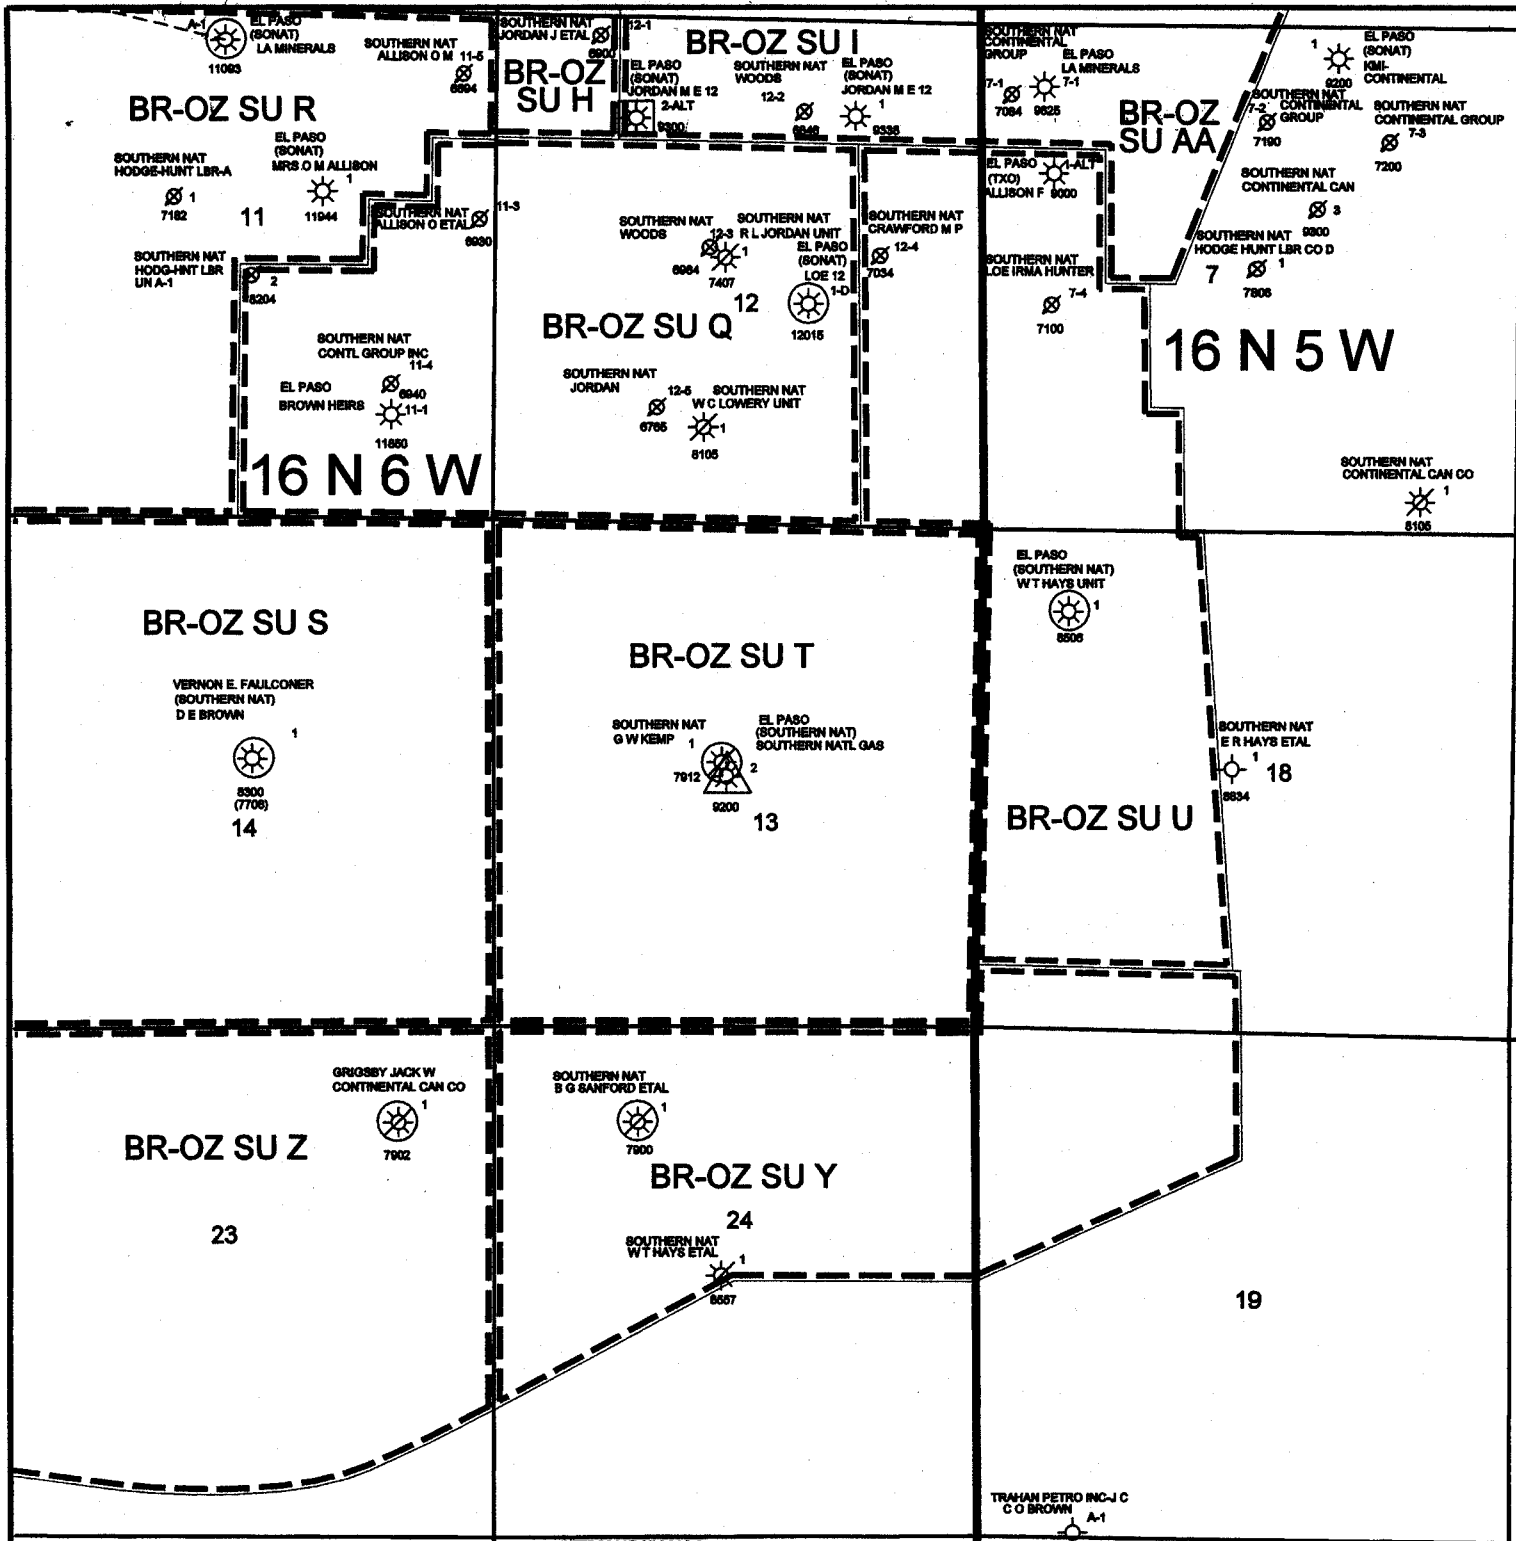 A-1
EL PASO
(SONAT)
LA MINERALS
11093
SOUTHERN NAT
ALLISON O M 11-5
6894
BR-OZ SU R
EL PASO
(SONAT)
MRS O M ALLISON
1
11944
SOUTHERN NAT
HODGE-HUNT LBR-A
1
7182
11
SOUTHERN NAT
ALLISON O ETAL
11-3
6930
SOUTHERN NAT
HODG-HNT LBR
UN A-1
2
8204
SOUTHERN NAT
CONTL GROUP INC
11-4
6940
EL PASO
BROWN HEIRS
11-1
11850
16 N 6 W
SOUTHERN NAT
JORDAN J ETAL
12-1
6900
BR-OZ
SU H
BR-OZ SU I
EL PASO
(SONAT)
JORDAN M E 12
2-ALT
9300
SOUTHERN NAT
WOODS
12-2
6646
EL PASO
(SONAT)
JORDAN M E 12
1
9335
SOUTHERN NAT
WOODS
12-3
6984
SOUTHERN NAT
R L JORDAN UNIT
1
7407
EL PASO
(SONAT)
LOE 12
1-D
12015
12
BR-OZ SU Q
SOUTHERN NAT
CRAWFORD M P
12-4
7034
SOUTHERN NAT
JORDAN
12-5
6765
SOUTHERN NAT
W C LOWERY UNIT
1
8105
SOUTHERN NAT
CONTINENTAL
GROUP
7-1
7084
EL PASO
LA MINERALS
7-1
9625
BR-OZ
SU AA
1
EL PASO
(SONAT)
KMI-
CONTINENTAL
9200
SOUTHERN NAT
CONTINENTAL
GROUP
7-2
7190
SOUTHERN NAT
CONTINENTAL GROUP
7-3
7200
EL PASO
(TXO)
ALLISON F
1-ALT
9000
SOUTHERN NAT
CONTINENTAL CAN
3
9300
SOUTHERN NAT
HODGE HUNT LBR CO D
1
7806
7
SOUTHERN NAT
LOE IRMA HUNTER
7-4
7100
16 N 5 W
SOUTHERN NAT
CONTINENTAL CAN CO
1
8105
BR-OZ SU S
VERNON E. FAULCONER
(SOUTHERN NAT)
D E BROWN
1
8300
(7708)
14
BR-OZ SU T
SOUTHERN NAT
G W KEMP
1
7912
EL PASO
(SOUTHERN NAT)
SOUTHERN NATL GAS
2
9200
13
EL PASO
(SOUTHERN NAT)
W T HAYS UNIT
1
8506
BR-OZ SU U
SOUTHERN NAT
E R HAYS ETAL
1
8634
18
GRIGSBY JACK W
CONTINENTAL CAN CO
1
7902
BR-OZ SU Z
23
SOUTHERN NAT
B G SANFORD ETAL
1
7900
BR-OZ SU Y
24
SOUTHERN NAT
W T HAYS ETAL
1
8557
19
TRAHAN PETRO INC-J C
C O BROWN
A-1